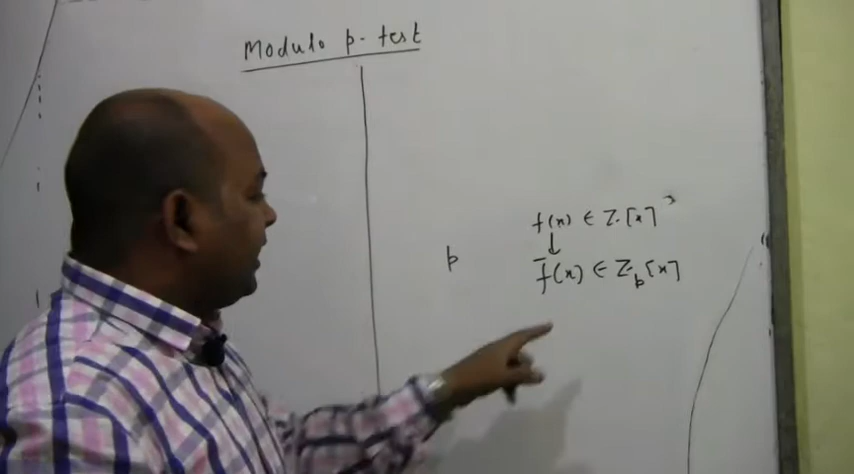 Modulo p-test
f(x) ∈ Z[x]
p
↓
f̄(x) ∈ Z_p[x]